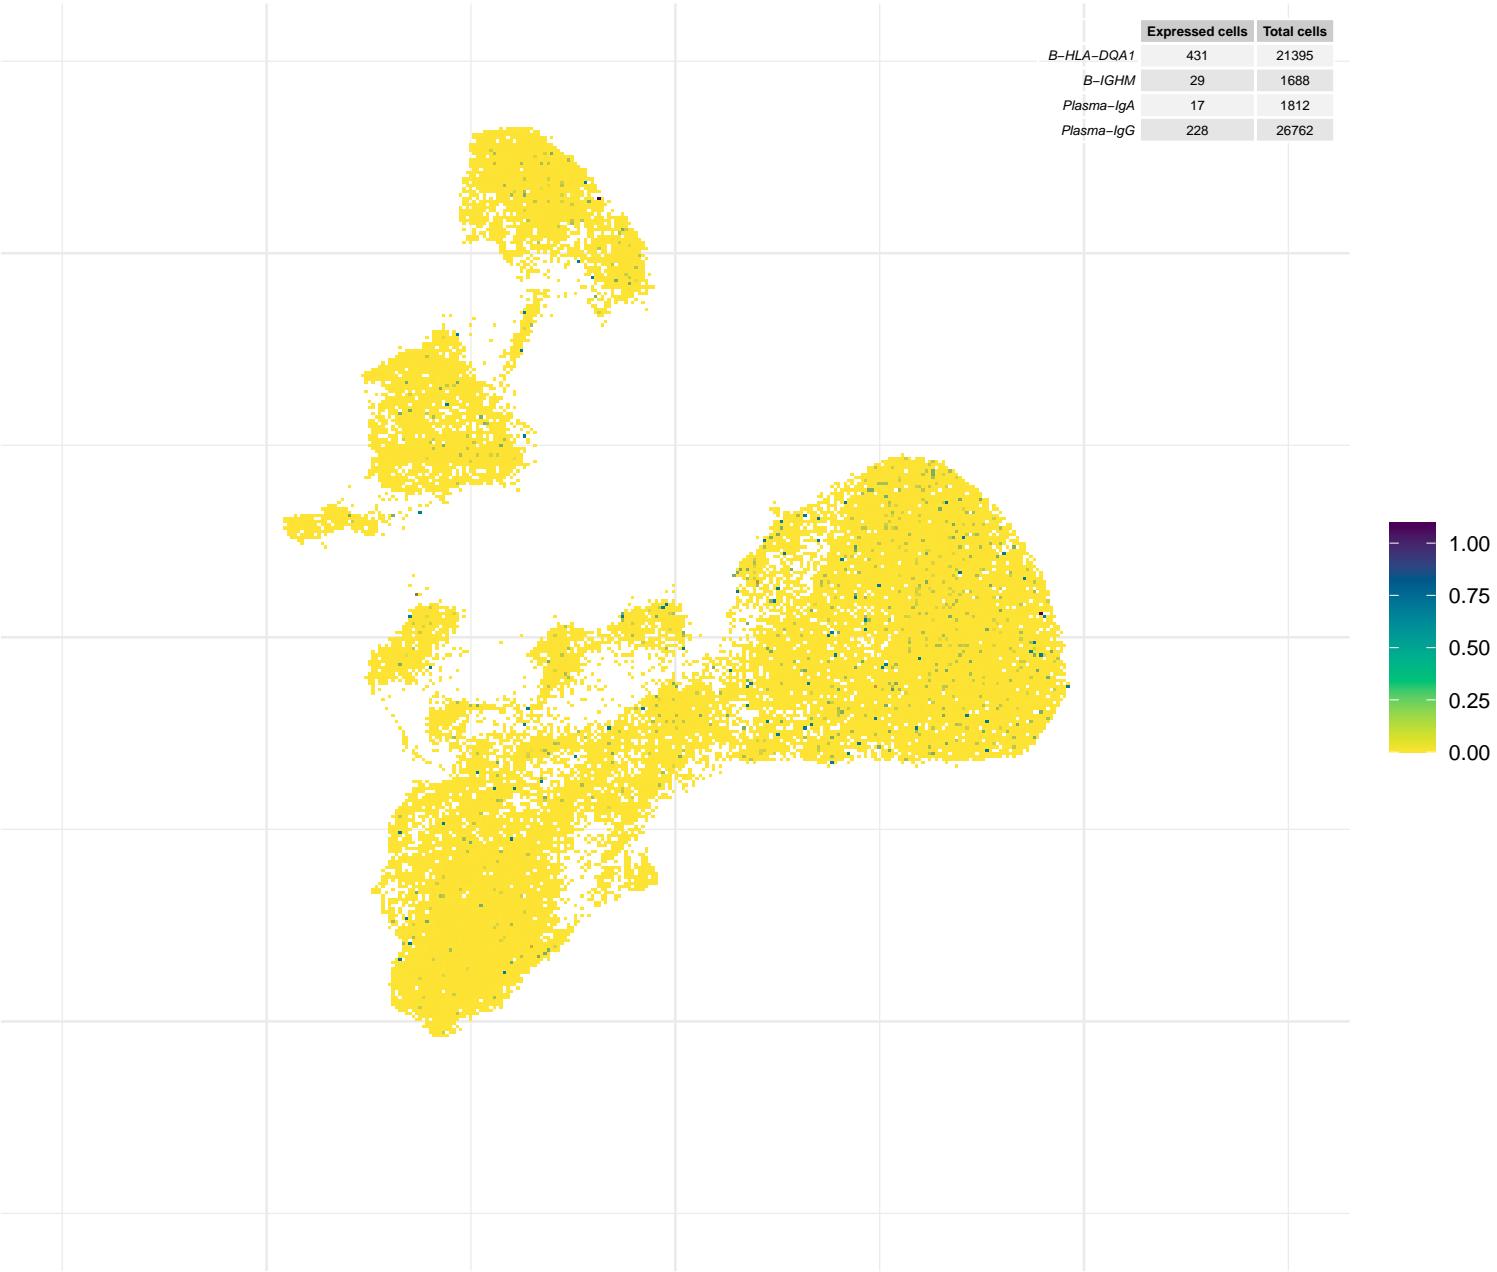 Expressed cells Total cells
B−HLA−DQA1 431 21395
B−IGHM 29 1688
Plasma−IgA 17 1812
Plasma−IgG 228 26762
1.00
0.75
0.50
0.25
0.00